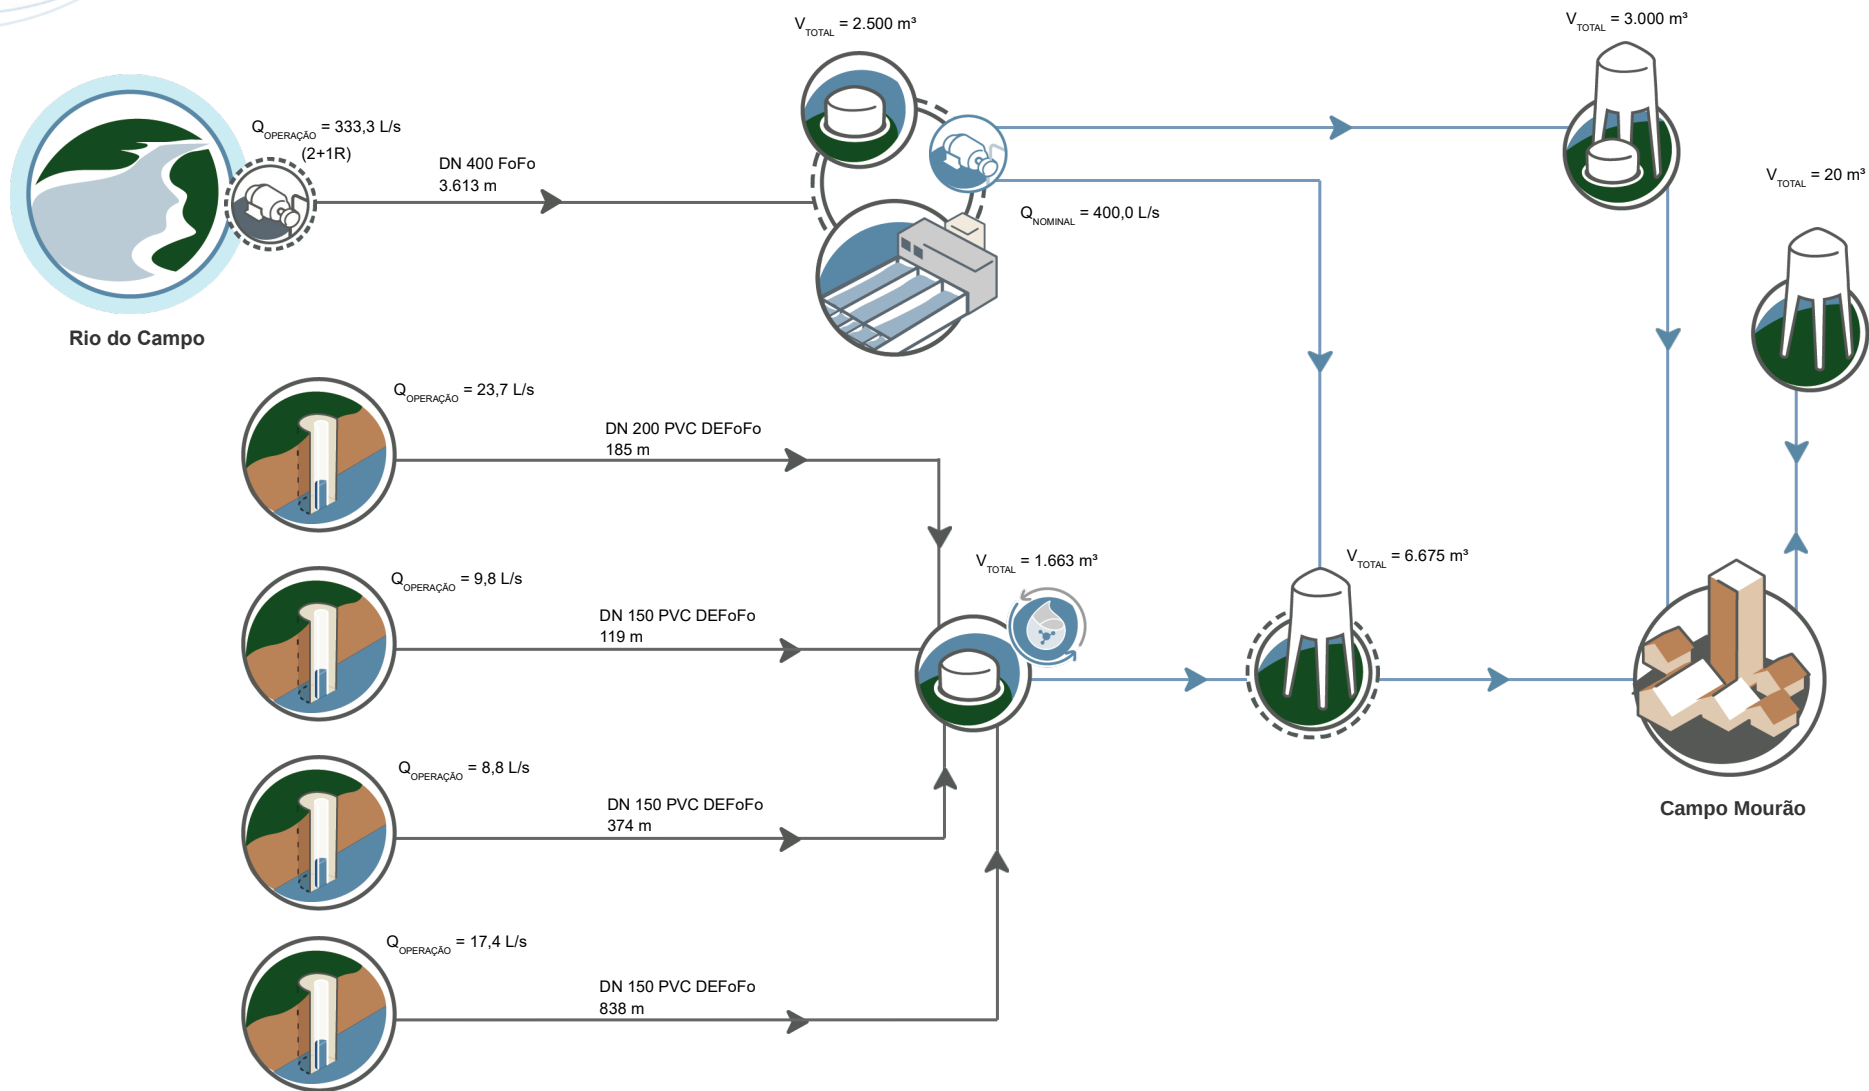 V TOTAL = 2.500 m³
V TOTAL = 3.000 m³
Q OPERAÇÃO = 333,3 L/s
(2+1R)
DN 400 FoFo
3.613 m
V TOTAL = 20 m³
Q NOMINAL = 400,0 L/s
Rio do Campo
Q OPERAÇÃO = 23,7 L/s
DN 200 PVC DEFoFo
185 m
V TOTAL = 1.663 m³
V TOTAL = 6.675 m³
Q OPERAÇÃO = 9,8 L/s
DN 150 PVC DEFoFo
119 m
Q OPERAÇÃO = 8,8 L/s
DN 150 PVC DEFoFo
374 m
Campo Mourão
Q OPERAÇÃO = 17,4 L/s
DN 150 PVC DEFoFo
838 m